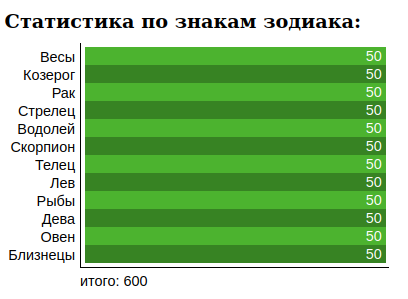 Статистика по знакам зодиака:
Весы 50
Козерог 50
Рак 50
Стрелец 50
Водолей 50
Скорпион 50
Телец 50
Лев 50
Рыбы 50
Дева 50
Овен 50
Близнецы 50
итого: 600